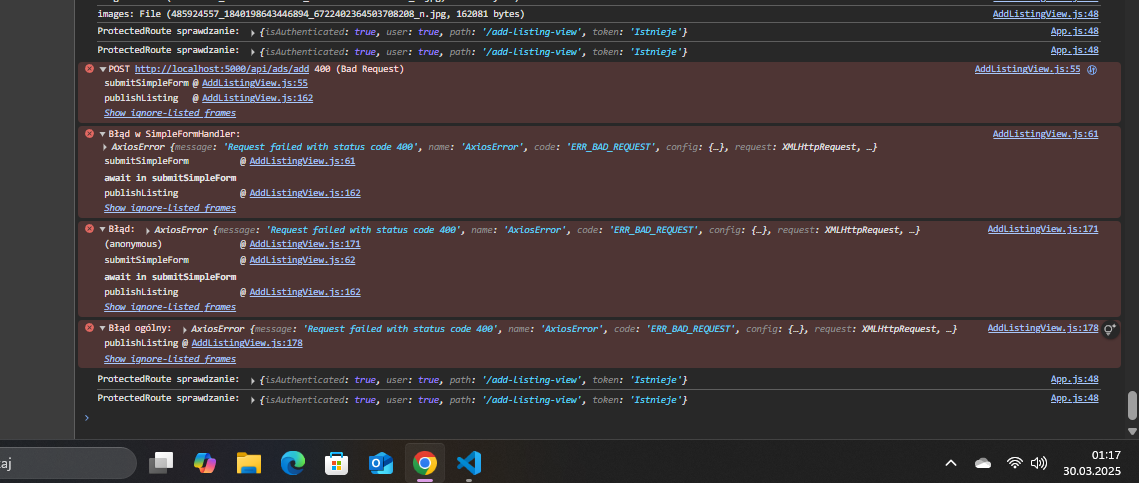 images: File (485924557_1840198643446894_6722402364503708208_n.jpg, 162081 bytes) AddListingView.js:48
ProtectedRoute sprawdzanie: {isAuthenticated: true, user: true, path: '/add-listing-view', token: 'Istnieje'} App.js:48
ProtectedRoute sprawdzanie: {isAuthenticated: true, user: true, path: '/add-listing-view', token: 'Istnieje'} App.js:48
POST http://localhost:5000/api/ads/add 400 (Bad Request) AddListingView.js:55
submitSimpleForm @ AddListingView.js:55
publishListing @ AddListingView.js:162
Show ignore-listed frames
Błąd w SimpleFormHandler: AddListingView.js:61
AxiosError {message: 'Request failed with status code 400', name: 'AxiosError', code: 'ERR_BAD_REQUEST', config: {…}, request: XMLHttpRequest, …}
submitSimpleForm @ AddListingView.js:61
await in submitSimpleForm
publishListing @ AddListingView.js:162
Show ignore-listed frames
Błąd: AxiosError {message: 'Request failed with status code 400', name: 'AxiosError', code: 'ERR_BAD_REQUEST', config: {…}, request: XMLHttpRequest, …} AddListingView.js:171
(anonymous) @ AddListingView.js:171
submitSimpleForm @ AddListingView.js:62
await in submitSimpleForm
publishListing @ AddListingView.js:162
Show ignore-listed frames
Błąd ogólny: AxiosError {message: 'Request failed with status code 400', name: 'AxiosError', code: 'ERR_BAD_REQUEST', config: {…}, request: XMLHttpRequest, …} AddListingView.js:178
publishListing @ AddListingView.js:178
Show ignore-listed frames
ProtectedRoute sprawdzanie: {isAuthenticated: true, user: true, path: '/add-listing-view', token: 'Istnieje'} App.js:48
ProtectedRoute sprawdzanie: {isAuthenticated: true, user: true, path: '/add-listing-view', token: 'Istnieje'} App.js:48
aj
01:17
30.03.2025